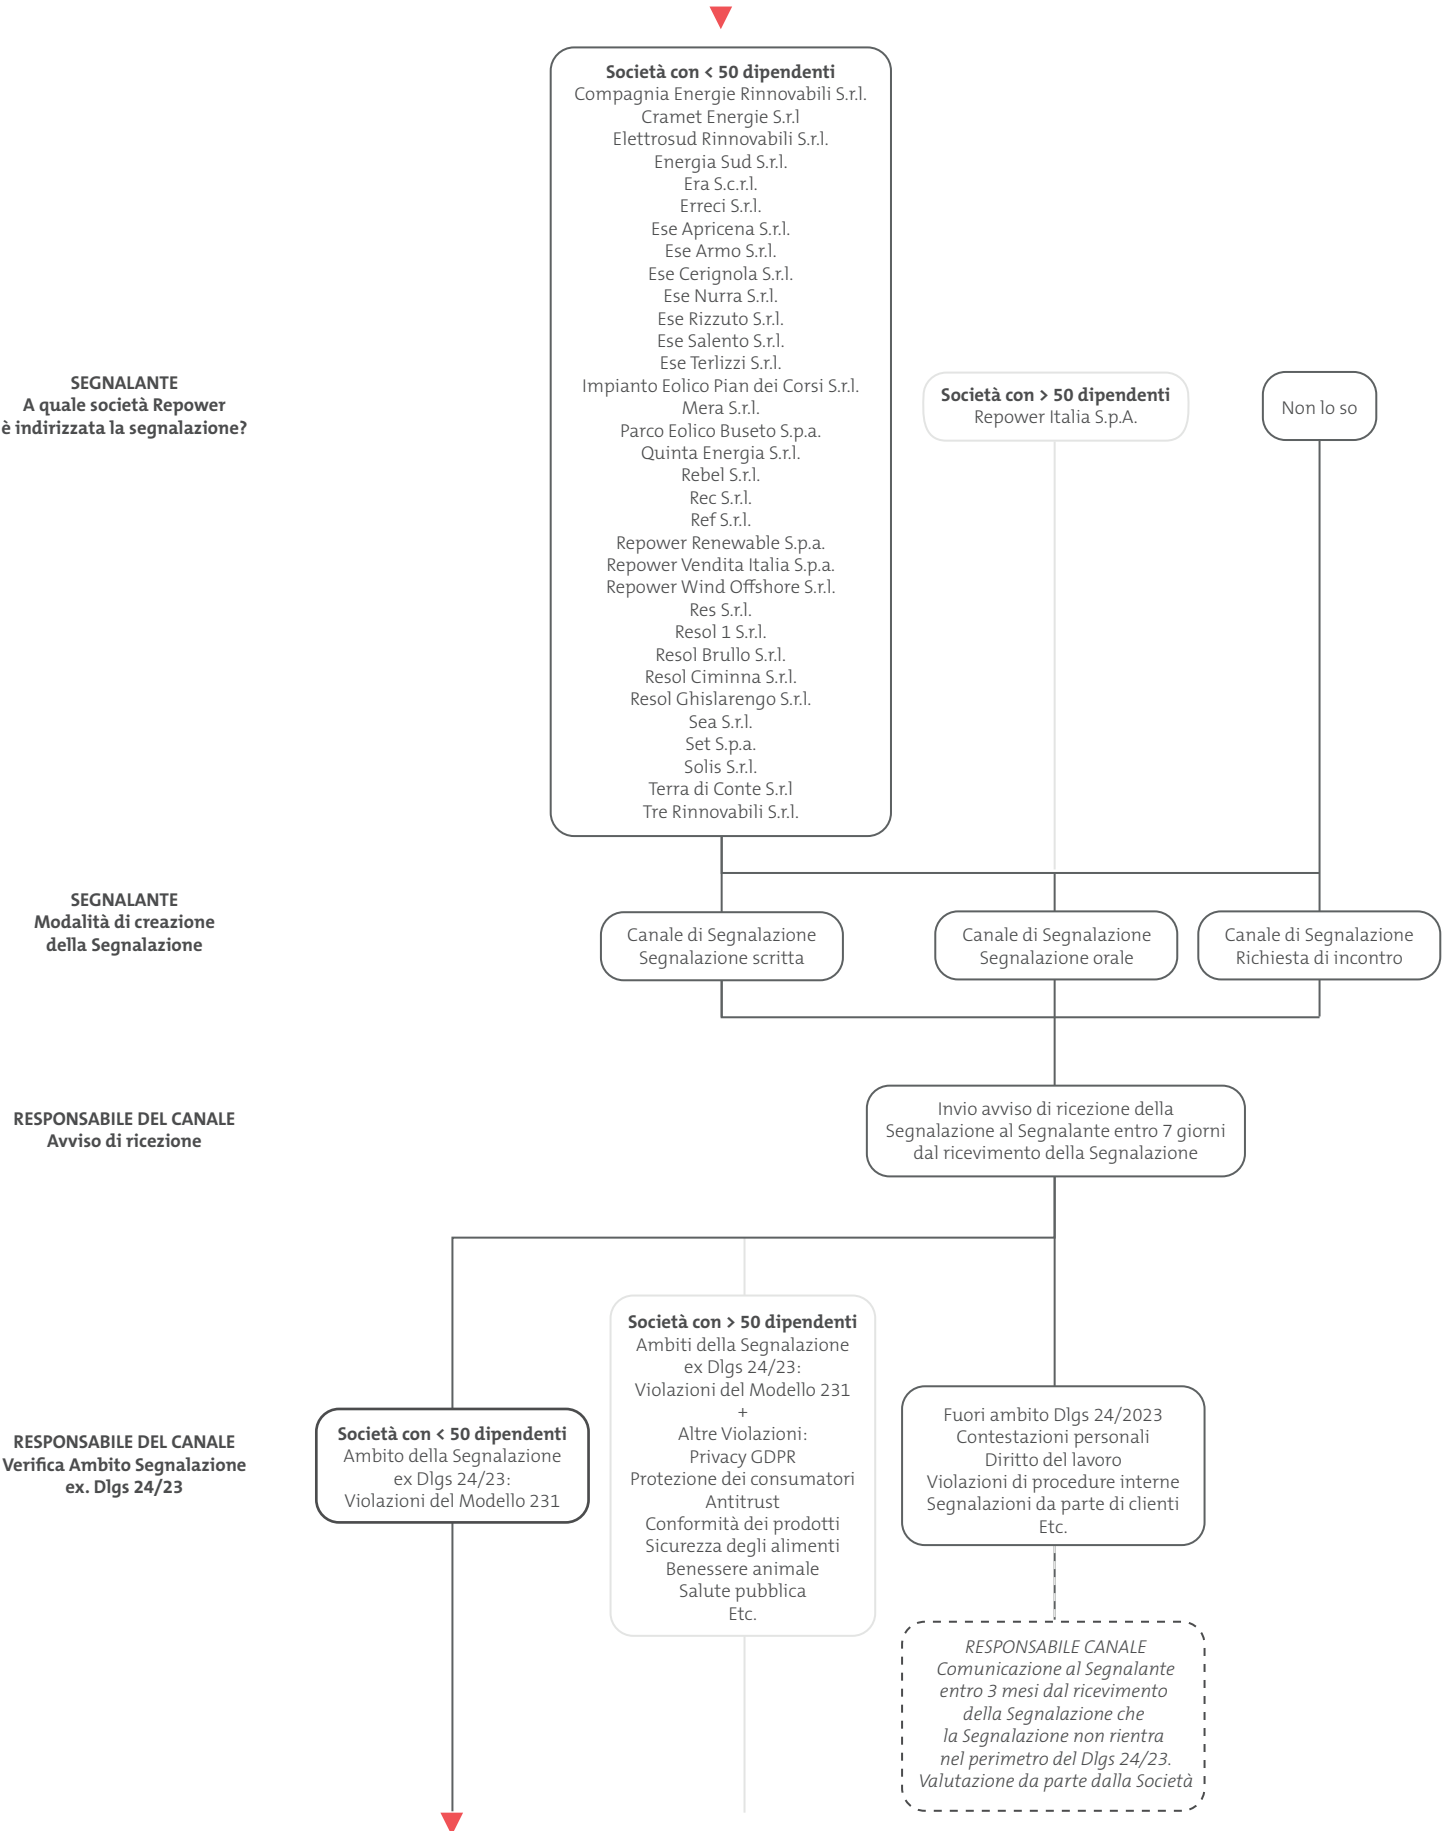 Società con < 50 dipendenti
Compagnia Energie Rinnovabili S.r.l.
Cramet Energie S.r.l
Elettrosud Rinnovabili S.r.l.
Energia Sud S.r.l.
Era S.c.r.l.
Erreci S.r.l.
Ese Apricena S.r.l.
Ese Armo S.r.l.
Ese Cerignola S.r.l.
Ese Nurra S.r.l.
Ese Rizzuto S.r.l.
Ese Salento S.r.l.
Ese Terlizzi S.r.l.
Impianto Eolico Pian dei Corsi S.r.l.
Mera S.r.l.
Parco Eolico Buseto S.p.a.
Quinta Energia S.r.l.
Rebel S.r.l.
Rec S.r.l.
Ref S.r.l.
Repower Renewable S.p.a.
Repower Vendita Italia S.p.a.
Repower Wind Offshore S.r.l.
Res S.r.l.
Resol 1 S.r.l.
Resol Brullo S.r.l.
Resol Ciminna S.r.l.
Resol Ghislarengo S.r.l.
Sea S.r.l.
Set S.p.a.
Solis S.r.l.
Terra di Conte S.r.l
Tre Rinnovabili S.r.l.
SEGNALANTE
A quale società Repower
è indirizzata la segnalazione?
Società con > 50 dipendenti
Repower Italia S.p.A.
Non lo so
SEGNALANTE
Modalità di creazione
della Segnalazione
Canale di Segnalazione
Segnalazione scritta
Canale di Segnalazione
Segnalazione orale
Canale di Segnalazione
Richiesta di incontro
RESPONSABILE DEL CANALE
Avviso di ricezione
Invio avviso di ricezione della
Segnalazione al Segnalante entro 7 giorni
dal ricevimento della Segnalazione
RESPONSABILE DEL CANALE
Verifica Ambito Segnalazione
ex. Dlgs 24/23
Società con < 50 dipendenti
Ambito della Segnalazione
ex Dlgs 24/23:
Violazioni del Modello 231
Società con > 50 dipendenti
Ambiti della Segnalazione
ex Dlgs 24/23:
Violazioni del Modello 231
+
Altre Violazioni:
Privacy GDPR
Protezione dei consumatori
Antitrust
Conformità dei prodotti
Sicurezza degli alimenti
Benessere animale
Salute pubblica
Etc.
Fuori ambito Dlgs 24/2023
Contestazioni personali
Diritto del lavoro
Violazioni di procedure interne
Segnalazioni da parte di clienti
Etc.
RESPONSABILE CANALE
Comunicazione al Segnalante
entro 3 mesi dal ricevimento
della Segnalazione che
la Segnalazione non rientra
nel perimetro del Dlgs 24/23.
Valutazione da parte dalla Società